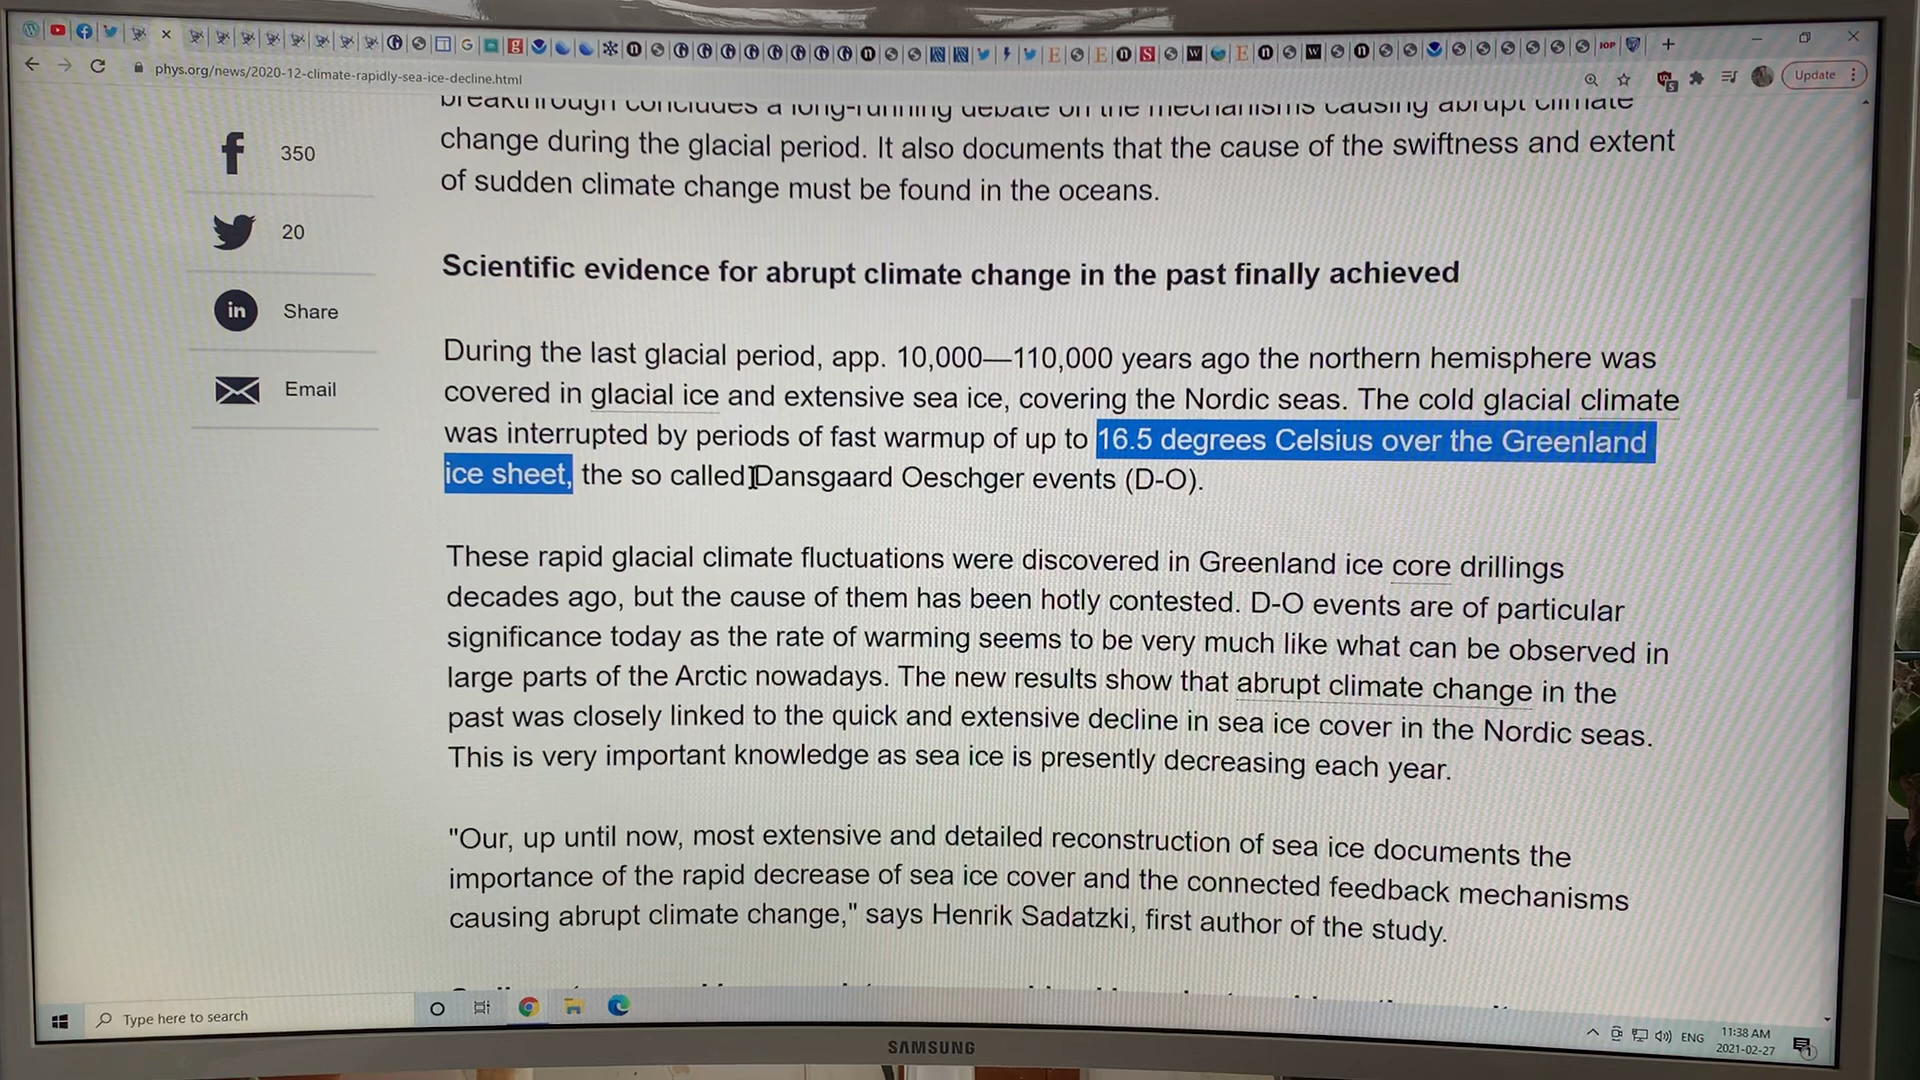 phys.org/news/2020-12-climate-rapidly-sea-ice-decline.html
Update
breakthrough concludes a long-running debate on the mechanisms causing abrupt climate
change during the glacial period. It also documents that the cause of the swiftness and extent
of sudden climate change must be found in the oceans.
350
20
Share
Email
Scientific evidence for abrupt climate change in the past finally achieved
During the last glacial period, app. 10,000—110,000 years ago the northern hemisphere was
covered in glacial ice and extensive sea ice, covering the Nordic seas. The cold glacial climate
was interrupted by periods of fast warmup of up to 16.5 degrees Celsius over the Greenland
ice sheet, the so called Dansgaard Oeschger events (D-O).
These rapid glacial climate fluctuations were discovered in Greenland ice core drillings
decades ago, but the cause of them has been hotly contested. D-O events are of particular
significance today as the rate of warming seems to be very much like what can be observed in
large parts of the Arctic nowadays. The new results show that abrupt climate change in the
past was closely linked to the quick and extensive decline in sea ice cover in the Nordic seas.
This is very important knowledge as sea ice is presently decreasing each year.
"Our, up until now, most extensive and detailed reconstruction of sea ice documents the
importance of the rapid decrease of sea ice cover and the connected feedback mechanisms
causing abrupt climate change," says Henrik Sadatzki, first author of the study.
Type here to search
ENG
11:38 AM
2021-02-27
SAMSUNG